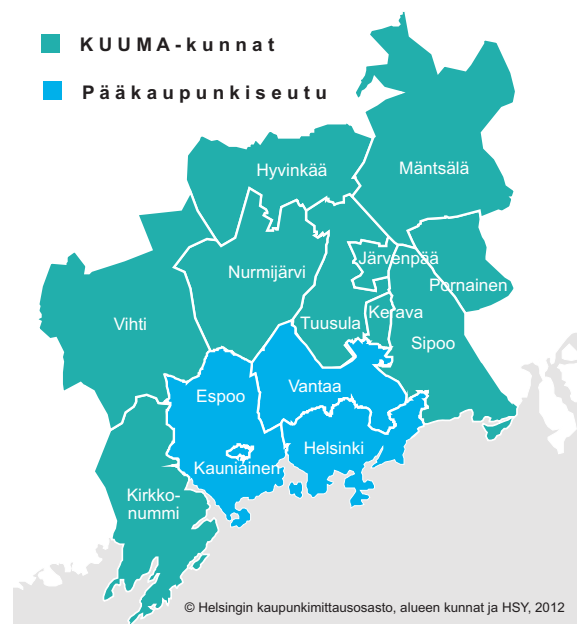 KUUMA-kunnat
Pääkaupunkiseutu
Hyvinkää
Mäntsälä
Järvenpää
Nurmijärvi
Pornainen
Vihti
Tuusula
Kerava
Sipoo
Espoo
Vantaa
Helsinki
Kauniainen
Kirkko-
nummi
© Helsingin kaupunkimittausosasto, alueen kunnat ja HSY, 2012